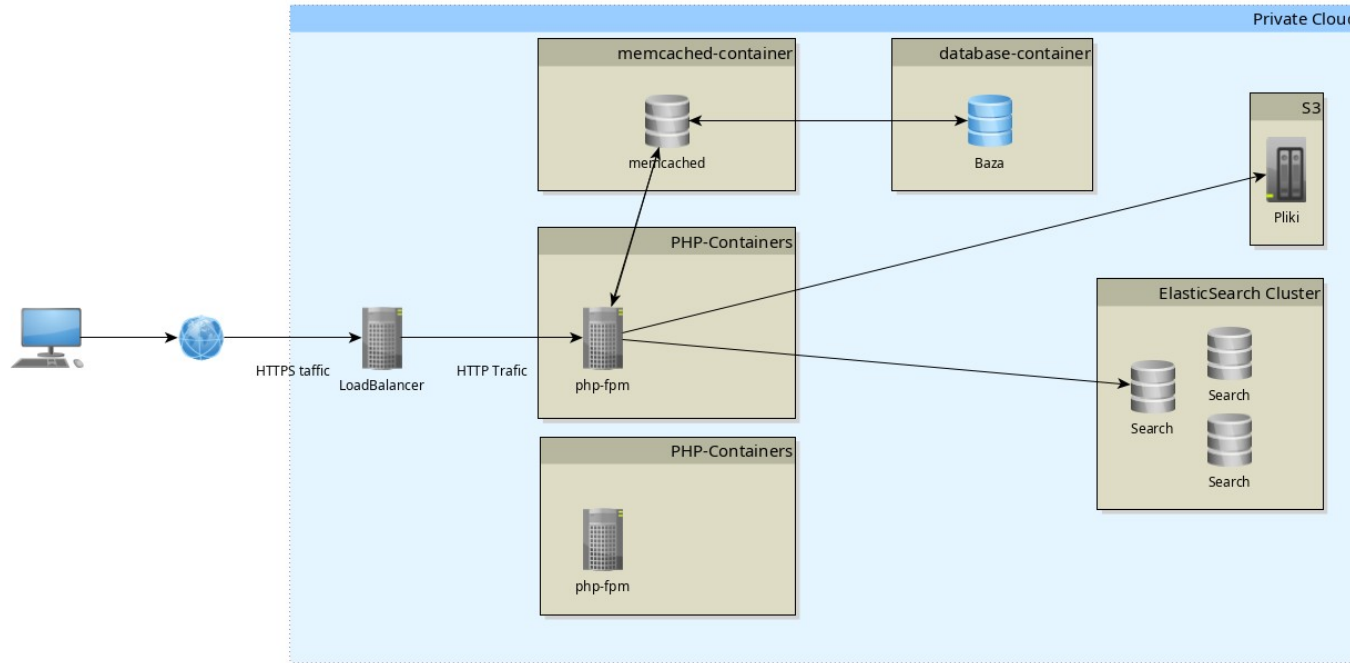 Private Cloud
memcached-container
database-container
S3
memcached
Baza
Pliki
PHP-Containers
ElasticSearch Cluster
HTTPS taffic
LoadBalancer
HTTP Trafic
php-fpm
Search
Search
Search
PHP-Containers
php-fpm